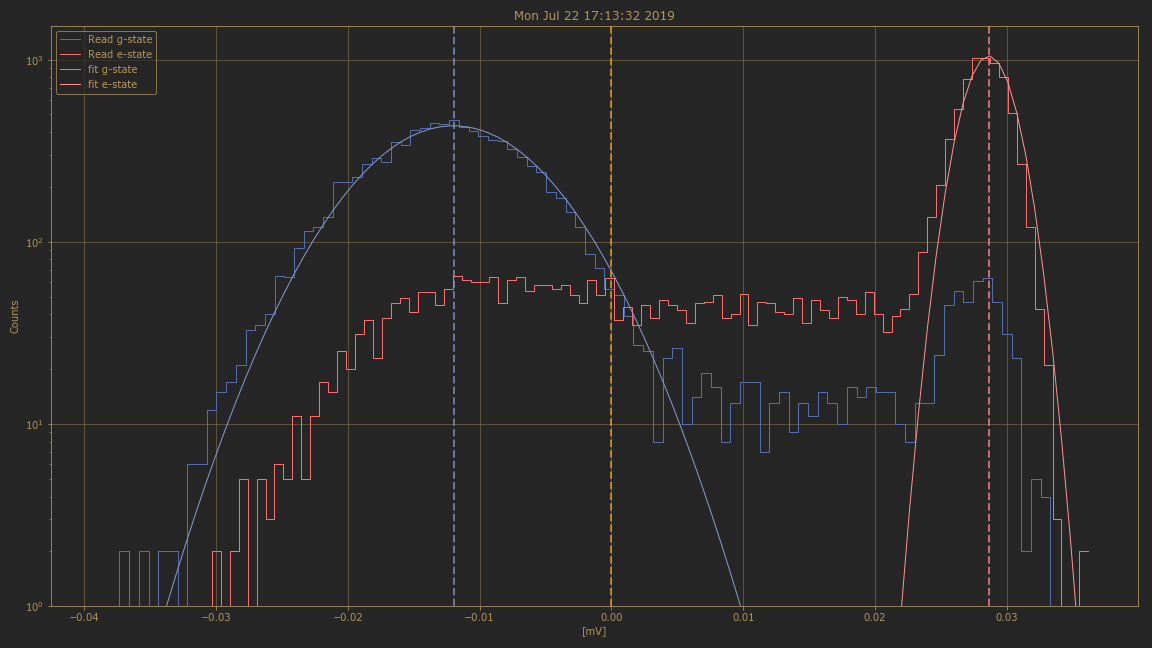 Mon Jul 22 17:13:32 2019
Read g-state
Read e-state
fit g-state
fit e-state
Counts
10³
10²
10¹
10⁰
−0.04 −0.03 −0.02 −0.01 0.00 0.01 0.02 0.03
[mV]